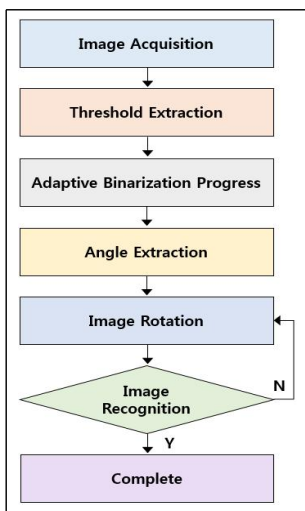 Image Acquisition
Threshold Extraction
Adaptive Binarization Progress
Angle Extraction
Image Rotation
Image
Recognition
N
Y
Complete